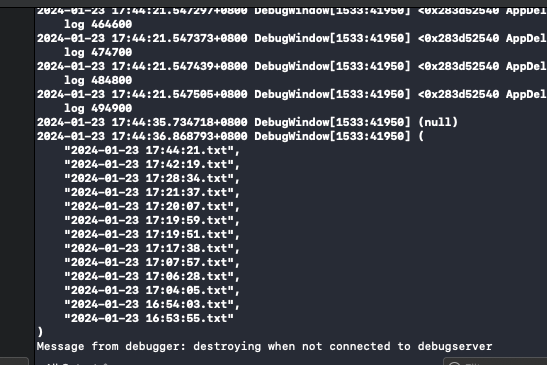 2024-01-23 17:44:21.547297+0800 DebugWindow[1533:41950] <0x283d52540 AppDel
log 464600
2024-01-23 17:44:21.547373+0800 DebugWindow[1533:41950] <0x283d52540 AppDel
log 474700
2024-01-23 17:44:21.547439+0800 DebugWindow[1533:41950] <0x283d52540 AppDel
log 484800
2024-01-23 17:44:21.547505+0800 DebugWindow[1533:41950] <0x283d52540 AppDel
log 494900
2024-01-23 17:44:35.734718+0800 DebugWindow[1533:41950] (null)
2024-01-23 17:44:36.868793+0800 DebugWindow[1533:41950] (
"2024-01-23 17:44:21.txt",
"2024-01-23 17:42:19.txt",
"2024-01-23 17:28:34.txt",
"2024-01-23 17:21:37.txt",
"2024-01-23 17:20:07.txt",
"2024-01-23 17:19:59.txt",
"2024-01-23 17:19:51.txt",
"2024-01-23 17:17:38.txt",
"2024-01-23 17:07:57.txt",
"2024-01-23 17:06:28.txt",
"2024-01-23 17:04:05.txt",
"2024-01-23 16:54:03.txt",
"2024-01-23 16:53:55.txt"
)
Message from debugger: destroying when not connected to debugserver